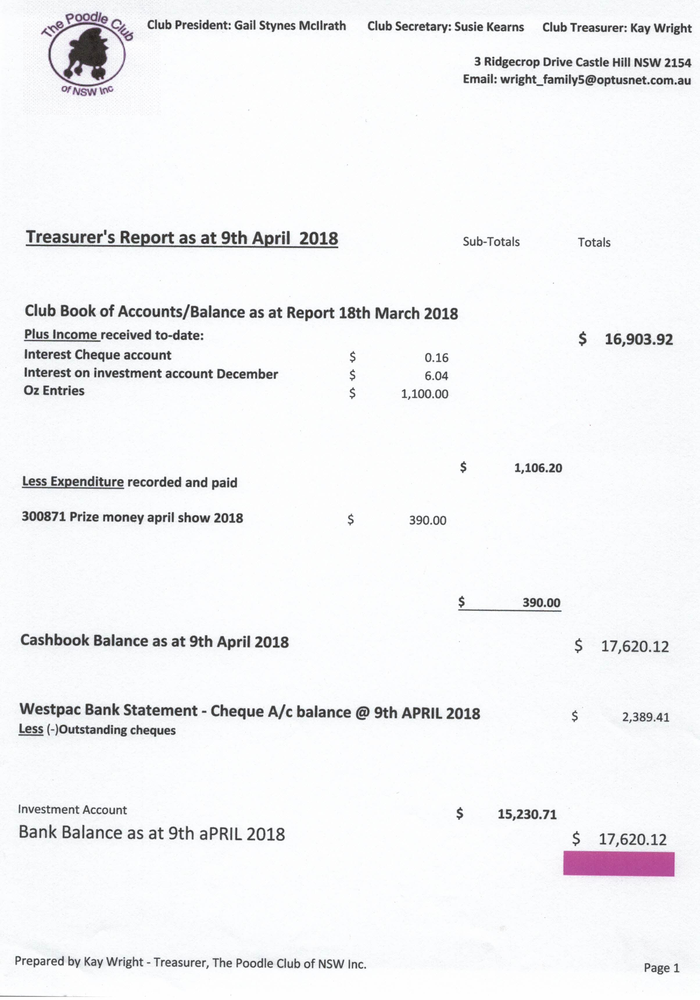 The Poodle Club
of NSW Inc
Club President: Gail Stynes McIlrath Club Secretary: Susie Kearns Club Treasurer: Kay Wright
3 Ridgecrop Drive Castle Hill NSW 2154
Email: wright_family5@optusnet.com.au
Treasurer's Report as at 9th April 2018 Sub-Totals Totals
Club Book of Accounts/Balance as at Report 18th March 2018
Plus Income received to-date: $ 16,903.92
Interest Cheque account $ 0.16
Interest on investment account December $ 6.04
Oz Entries $ 1,100.00
$ 1,106.20
Less Expenditure recorded and paid
300871 Prize money april show 2018 $ 390.00
$ 390.00
Cashbook Balance as at 9th April 2018 $ 17,620.12
Westpac Bank Statement - Cheque A/c balance @ 9th APRIL 2018 $ 2,389.41
Less (-)Outstanding cheques
Investment Account $ 15,230.71
Bank Balance as at 9th aPRIL 2018 $ 17,620.12
Prepared by Kay Wright - Treasurer, The Poodle Club of NSW Inc. Page 1